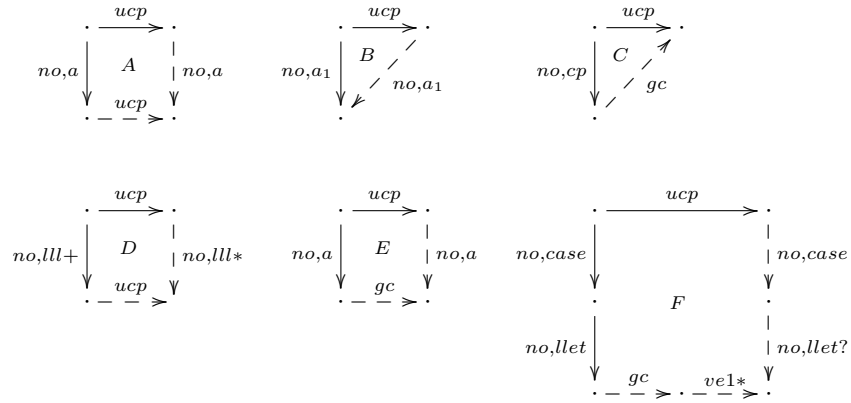 ucp ucp ucp
no,a A no,a no,a₁ B no,a₁ no,cp C gc
ucp
ucp ucp ucp
no,lll+ D no,lll* no,a E no,a no,case no,case
ucp gc F
no,llet no,llet?
gc ve1*